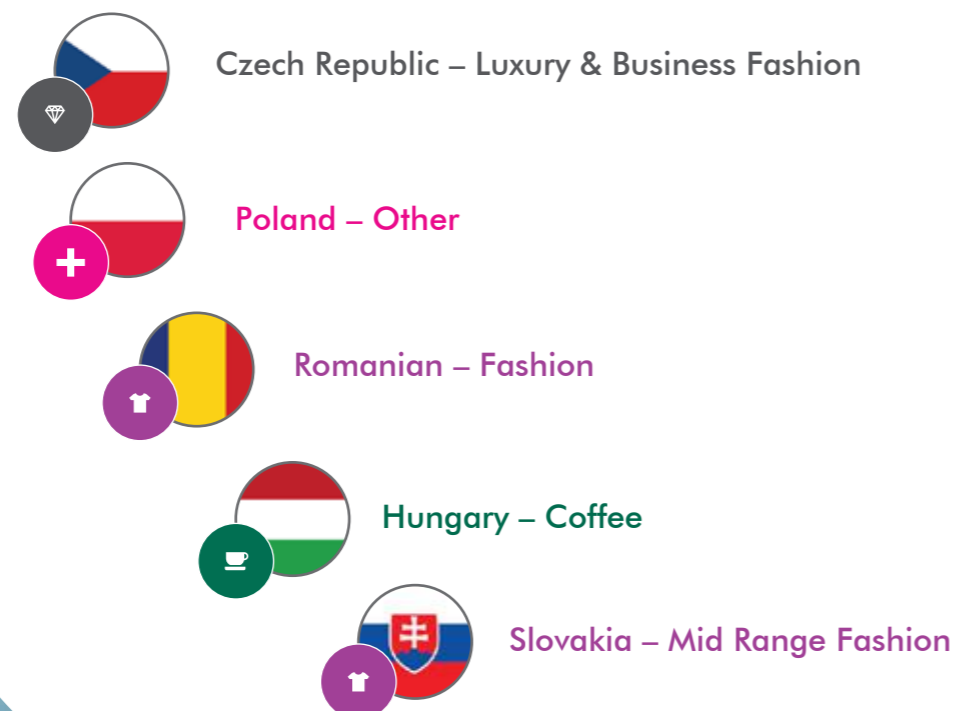 Czech Republic – Luxury & Business Fashion
Poland – Other
Romanian – Fashion
Hungary – Coffee
Slovakia – Mid Range Fashion